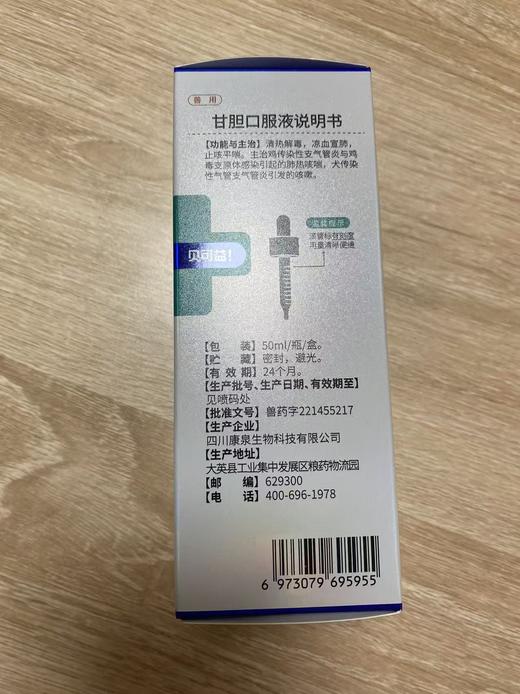 兽用
甘胆口服液说明书
【功能与主治】清热解毒，凉血宣肺，
止咳平喘。主治鸡传染性支气管炎与鸡
毒支原体感染引起的肺热咳喘，犬传染
性气管支气管炎引发的咳嗽。
温馨提示
滴管标有刻度
用量清晰便捷
贝可益！
【包 装】50ml/瓶/盒。
【贮 藏】密封，避光。
【有 效 期】24个月。
【生产批号、生产日期、有效期至】
见喷码处
【批准文号】兽药字221455217
【生产企业】
四川康泉生物科技有限公司
【生产地址】
大英县工业集中发展区粮药物流园
【邮 编】629300
【电 话】400-696-1978
6 973079 695955